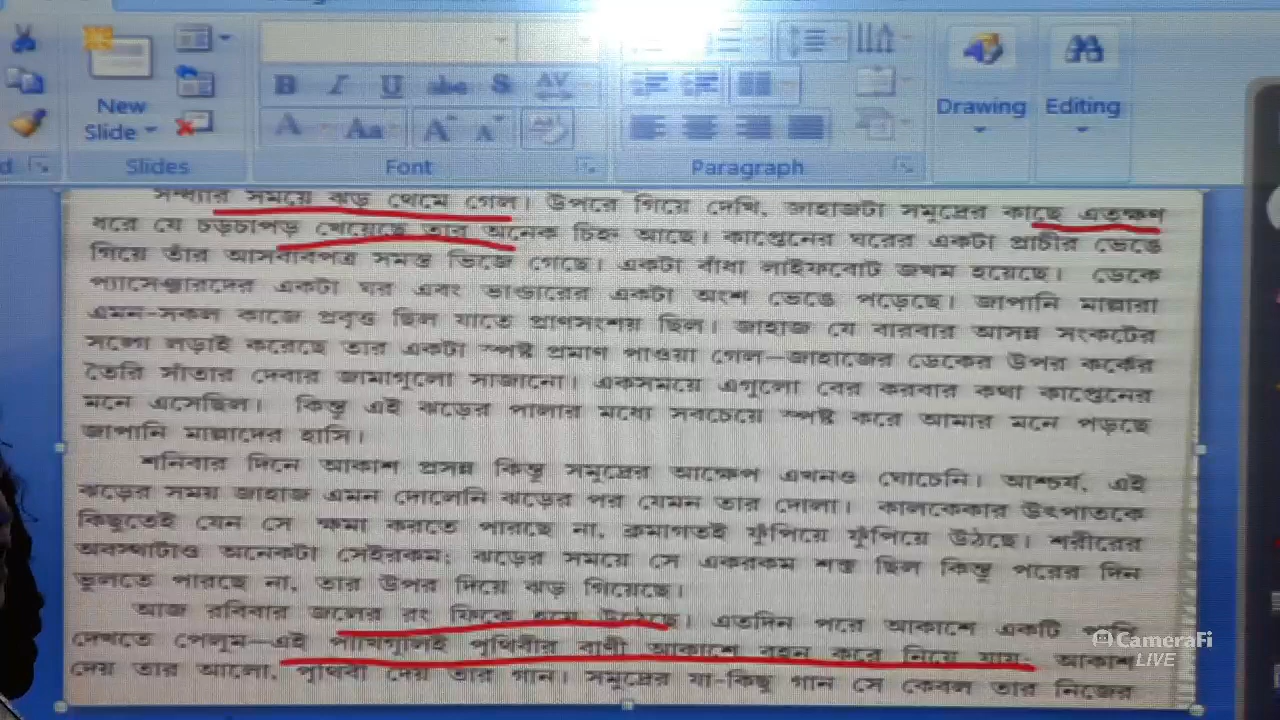 New
Slide
Slides
Font
Paragraph
Drawing
Editing
B I U abe S AV
A Aa A A
সন্ধ্যার সময়ে ঝড় থেমে গেল। উপরে গিয়ে দেখি, জাহাজটা সমুদ্রের কাছে এতক্ষণ
ধরে যে চড়চাপড় খেয়েছে তার অনেক চিহ্ন আছে। কাপ্তেনের ঘরের একটা প্রাচীর ভেঙে
গিয়ে তাঁর আসবাবপত্র সমস্ত ভিজে গেছে। একটা বাঁধা লাইফবোট জখম হয়েছে। ডেকে
প্যাসেঞ্জারদের একটা ঘর এবং ভাণ্ডারের একটা অংশ ভেঙে পড়েছে। জাপানি মাল্লারা
এমন-সকল কাজে প্রবৃত্ত ছিল যাতে প্রাণসংশয় ছিল। জাহাজ যে বারবার আসন্ন সংকটের
সঙ্গে লড়াই করেছে তার একটা স্পষ্ট প্রমাণ পাওয়া গেল—জাহাজের ডেকের উপর কর্কের
তৈরি সাঁতার দেবার জামাগুলো সাজানো। একসময়ে এগুলো বের করবার কথা কাপ্তেনের
মনে এসেছিল। কিন্তু এই ঝড়ের পালার মধ্যে সবচেয়ে স্পষ্ট করে আমার মনে পড়ছে
জাপানি মাল্লাদের হাসি।
শনিবার দিনে আকাশ প্রসন্ন কিন্তু সমুদ্রের আক্ষেপ এখনও ঘোচেনি। আশ্চর্য, এই
ঝড়ের সময় জাহাজ এমন দোলেনি ঝড়ের পর যেমন তার দোলা। কালকেকার উৎপাতকে
কিছুতেই যেন সে ক্ষমা করতে পারছে না, ক্রমাগতই ফুঁপিয়ে ফুঁপিয়ে উঠছে। শরীরের
অবস্থাটাও অনেকটা সেইরকম; ঝড়ের সময়ে সে একরকম শক্ত ছিল কিন্তু পরের দিন
ভুলতে পারছে না, তার উপর দিয়ে ঝড় গিয়েছে।
আজ রবিবার জলের রং ফিকে হয়ে উঠেছে। এতদিন পরে আকাশে একটি পাখি
দেখতে পেলুম—এই পাখিগুলিই পৃথিবীর বাণী আকাশে বহন করে নিয়ে যায়; আকাশ
দেয় তার আলো, পৃথিবী দেয় তার গান। সমুদ্রের যা-কিছু গান সে কেবল তার নিজের
CameraFi
LIVE